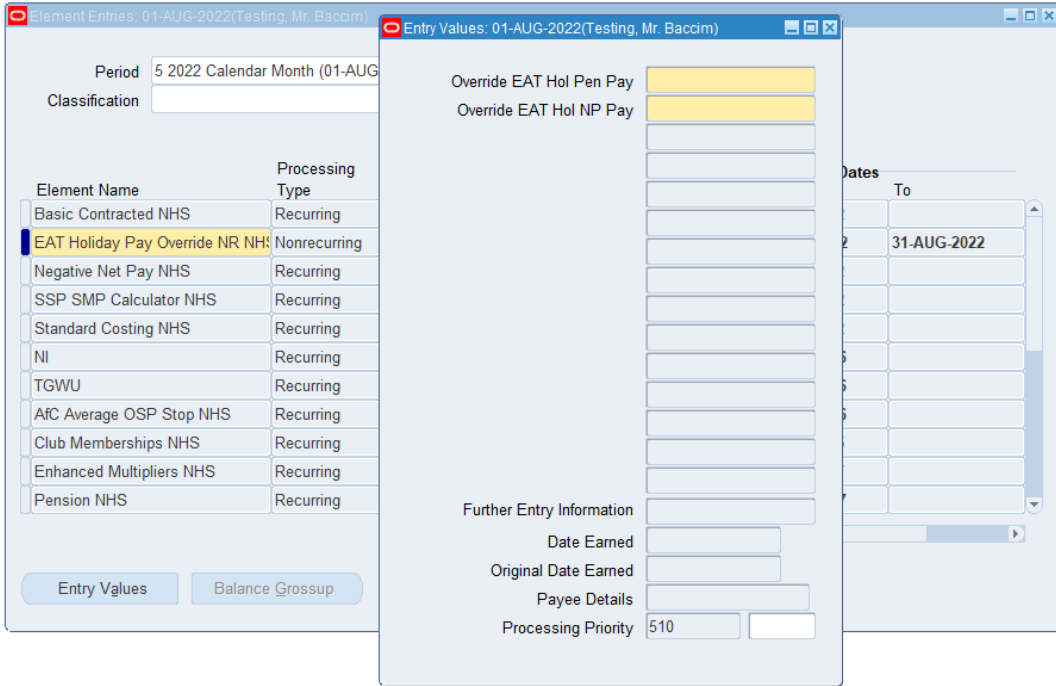 Element Entries: 01-AUG-2022(Testing, Mr. Baccim)
Period 5 2022 Calendar Month (01-AUG
Classification
Element Name Processing Type
Dates
To
Basic Contracted NHS Recurring
EAT Holiday Pay Override NR NHS Nonrecurring 31-AUG-2022
Negative Net Pay NHS Recurring
SSP SMP Calculator NHS Recurring
Standard Costing NHS Recurring
NI Recurring
TGWU Recurring
AfC Average OSP Stop NHS Recurring
Club Memberships NHS Recurring
Enhanced Multipliers NHS Recurring
Pension NHS Recurring
Entry Values Balance Grossup
Entry Values: 01-AUG-2022(Testing, Mr. Baccim)
Override EAT Hol Pen Pay
Override EAT Hol NP Pay
Further Entry Information
Date Earned
Original Date Earned
Payee Details
Processing Priority 510